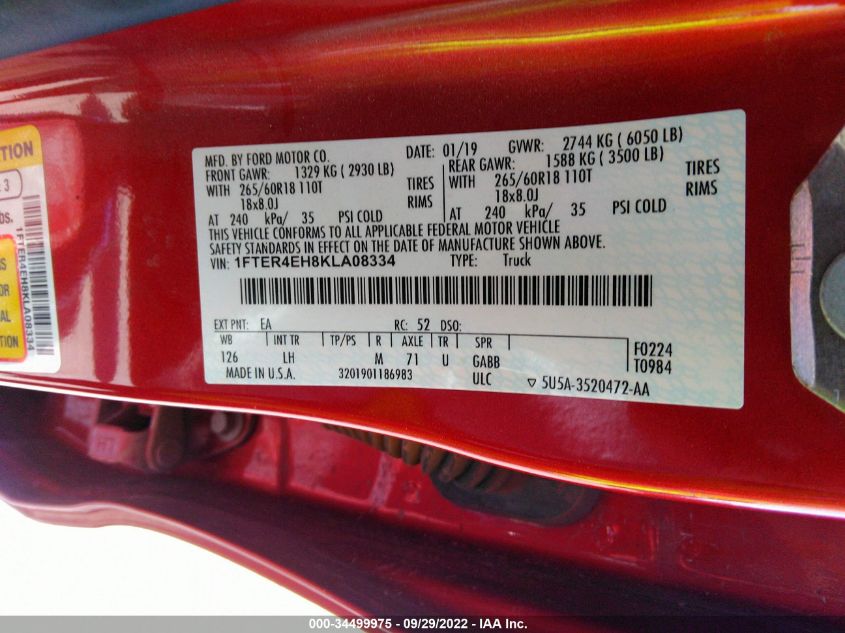 MFD. BY FORD MOTOR CO.
DATE: 01/19 GVWR: 2744 KG ( 6050 LB)
FRONT GAWR: 1329 KG ( 2930 LB)
REAR GAWR: 1588 KG ( 3500 LB)
WITH 265/60R18 110T TIRES
WITH 265/60R18 110T TIRES
18x8.0J RIMS
18x8.0J RIMS
AT 240 kPa/ 35 PSI COLD
AT 240 kPa/ 35 PSI COLD
THIS VEHICLE CONFORMS TO ALL APPLICABLE FEDERAL MOTOR VEHICLE
SAFETY STANDARDS IN EFFECT ON THE DATE OF MANUFACTURE SHOWN ABOVE.
VIN: 1FTER4EH8KLA08334 TYPE: Truck
EXT PNT: EA RC: 52 DSO:
WB INT TR TP/PS R AXLE TR SPR
126 LH M 71 U GABB
F0224
T0984
MADE IN U.S.A. 3201901186983 ULC ▽ 5U5A-3520472-AA
TION
3
bs.
1FTER4EH8KLA08334
OR
AL
000-34499975 - 09/29/2022 - IAA Inc.